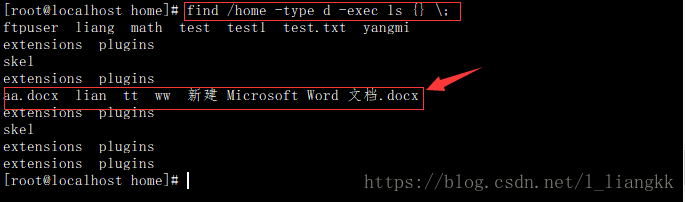 [root@localhost home]# find /home -type d -exec ls {} \;
ftpuser liang math test testl test.txt yangmi
extensions plugins
skel
extensions plugins
aa.docx lian tt ww 新建 Microsoft Word 文档.docx
extensions plugins
skel
extensions plugins
extensions plugins
[root@localhost home]#
https://blog.csdn.net/l_liangkk